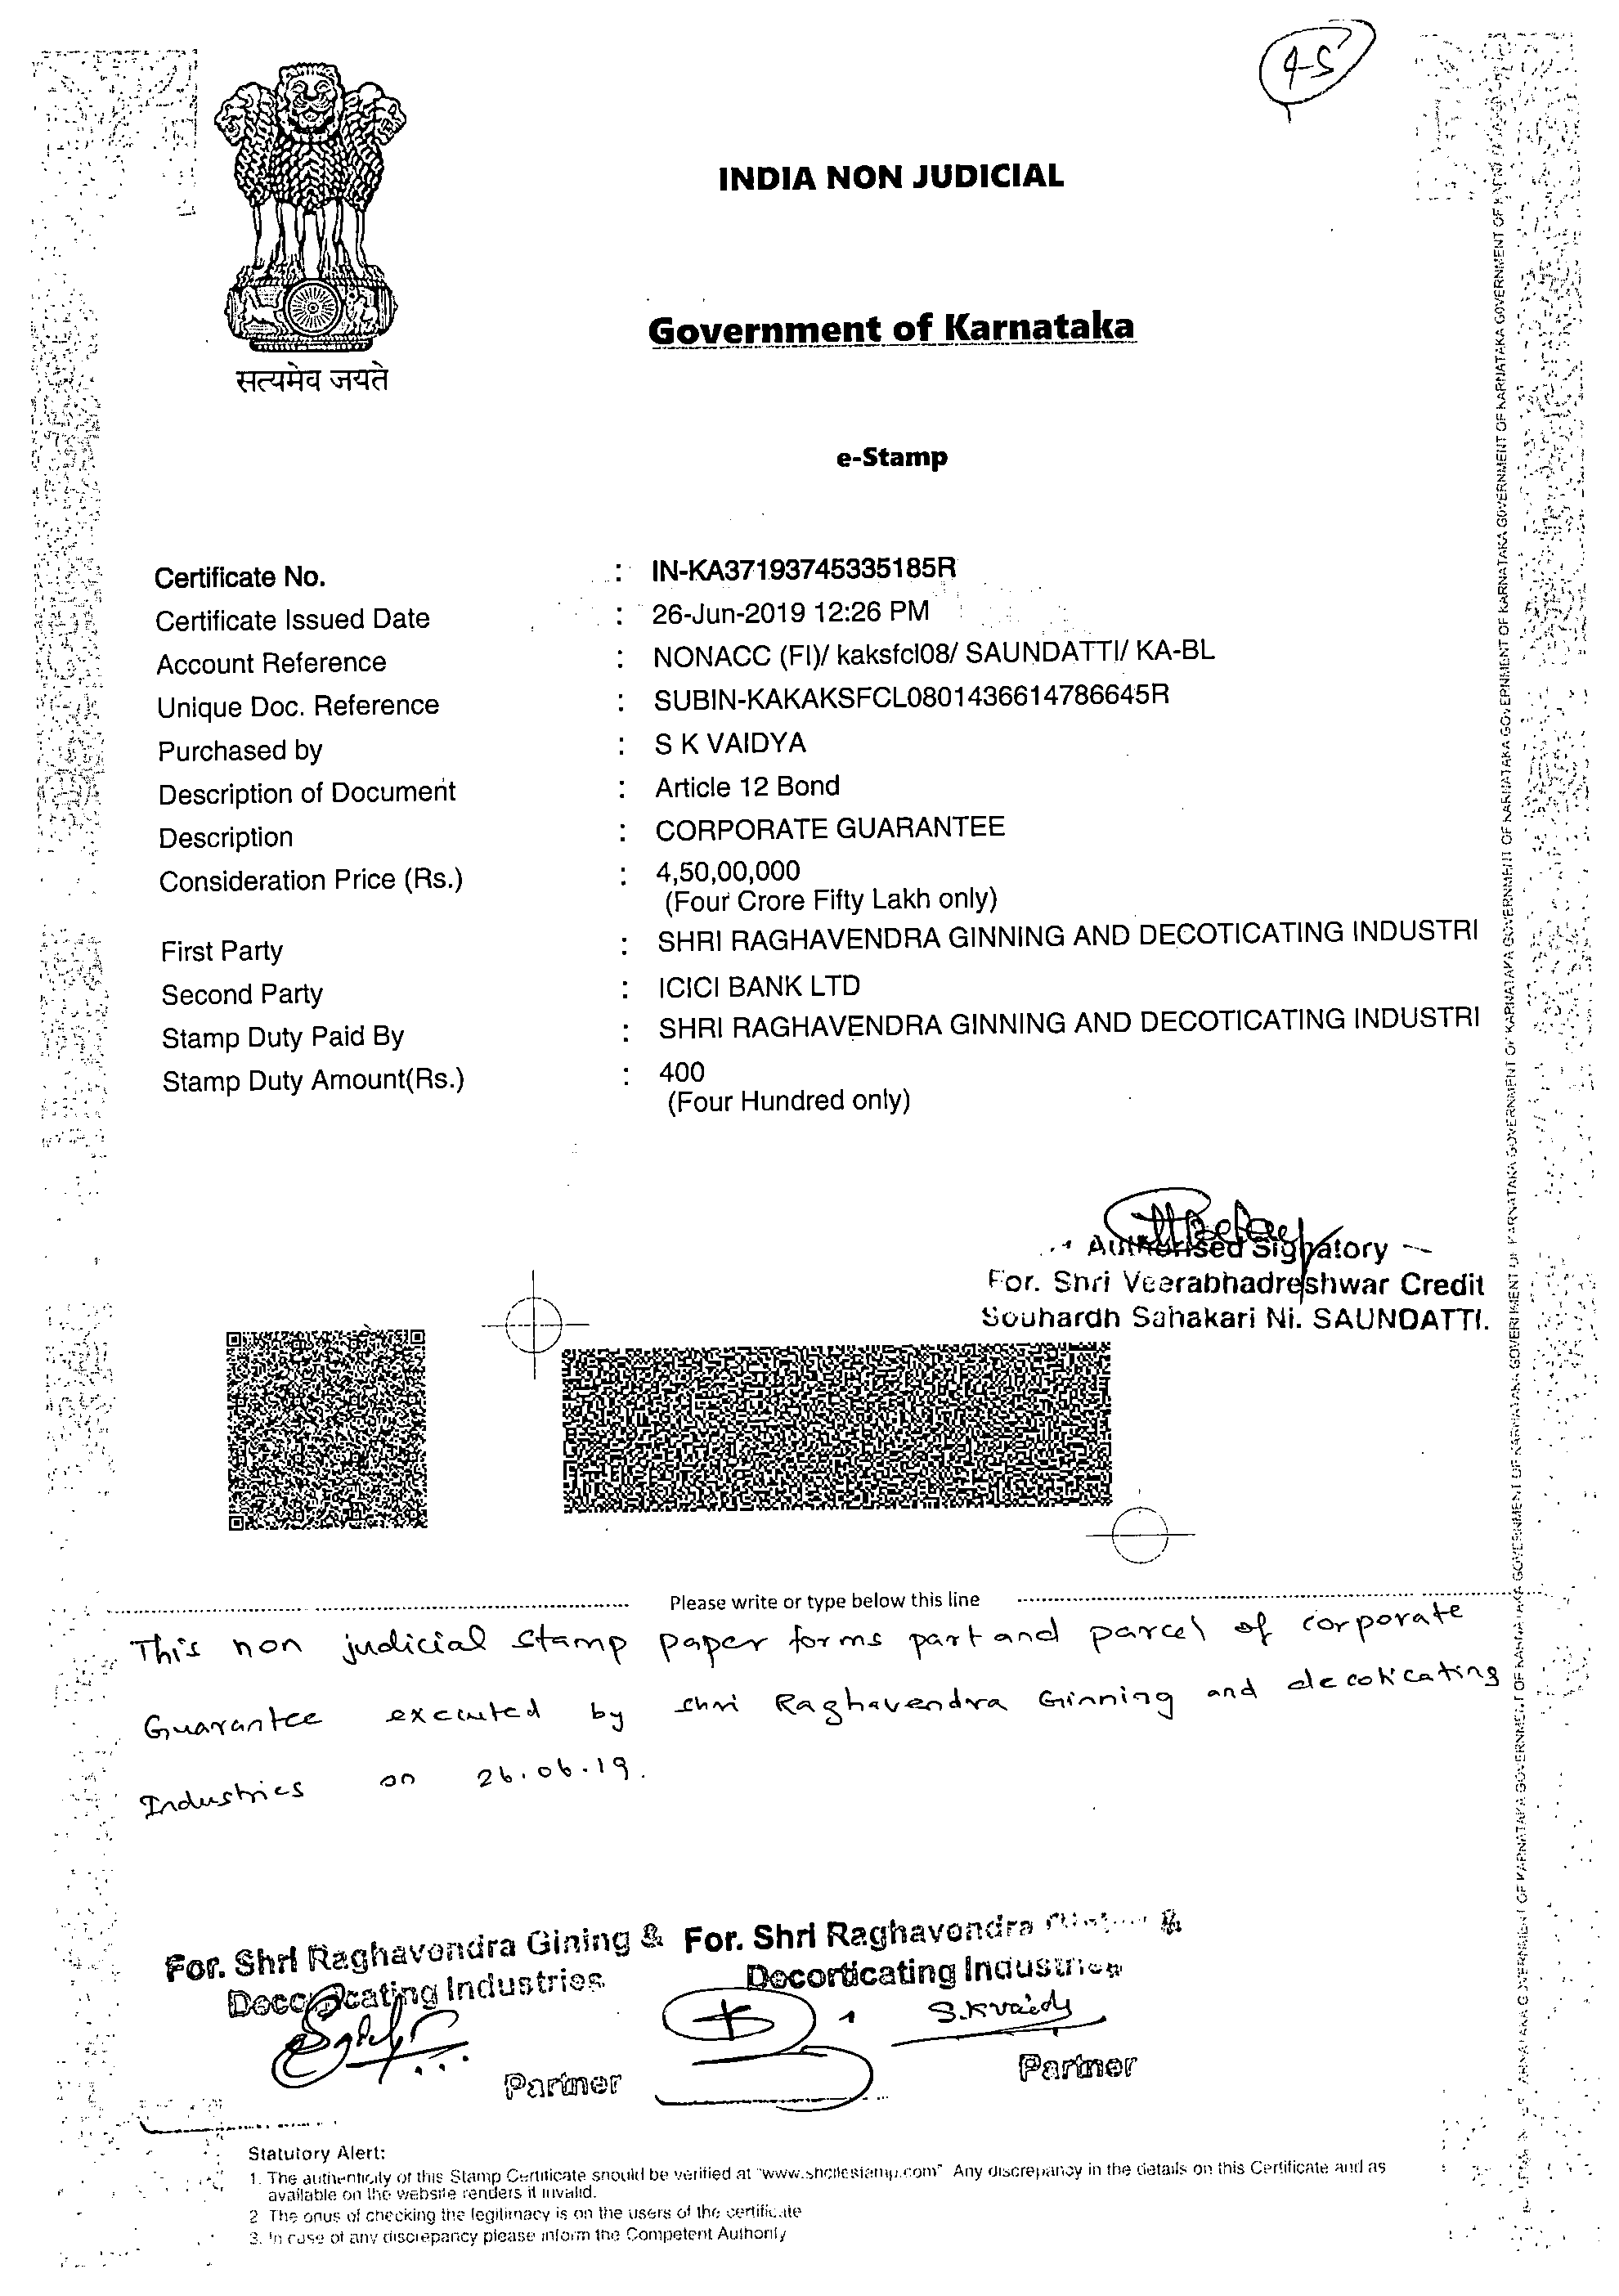 45
INDIA NON JUDICIAL
Government of Karnataka
सत्यमेव जयते
e-Stamp
Certificate No. : IN-KA37193745335185R
Certificate Issued Date : 26-Jun-2019 12:26 PM
Account Reference : NONACC (FI)/ kaksfcl08/ SAUNDATTI/ KA-BL
Unique Doc. Reference : SUBIN-KAKAKSFCL0801436614786645R
Purchased by : S K VAIDYA
Description of Document : Article 12 Bond
Description : CORPORATE GUARANTEE
Consideration Price (Rs.) : 4,50,00,000
(Four Crore Fifty Lakh only)
First Party : SHRI RAGHAVENDRA GINNING AND DECOTICATING INDUSTRI
Second Party : ICICI BANK LTD
Stamp Duty Paid By : SHRI RAGHAVENDRA GINNING AND DECOTICATING INDUSTRI
Stamp Duty Amount(Rs.) : 400
(Four Hundred only)
Authorised Signatory
For. Shri Veerabhadreshwar Credit
Souhardh Sahakari Ni. SAUNDATTI.
Please write or type below this line
This non judicial stamp paper forms part and parcel of corporate
Guarantee executed by Shri Raghavendra Ginning and decoticating
Industries on 26.06.19.
For. Shri Raghavendra Gining & For. Shri Raghavendra &
Decorticating Industries Decorticating Industries
S.K vaidy
Partner Partner
Statutory Alert:
1. The authenticity of this Stamp Certificate should be verified at "www.shcilestamp.com" Any discrepancy in the details on this Certificate and as
available on the website renders it invalid.
2 The onus of checking the legitimacy is on the users of the certificate
3. In case of any discrepancy please inform the Competent Authority
GOVERNMENT OF KARNATAKA GOVERNMENT OF KARNATAKA GOVERNMENT OF KARNATAKA